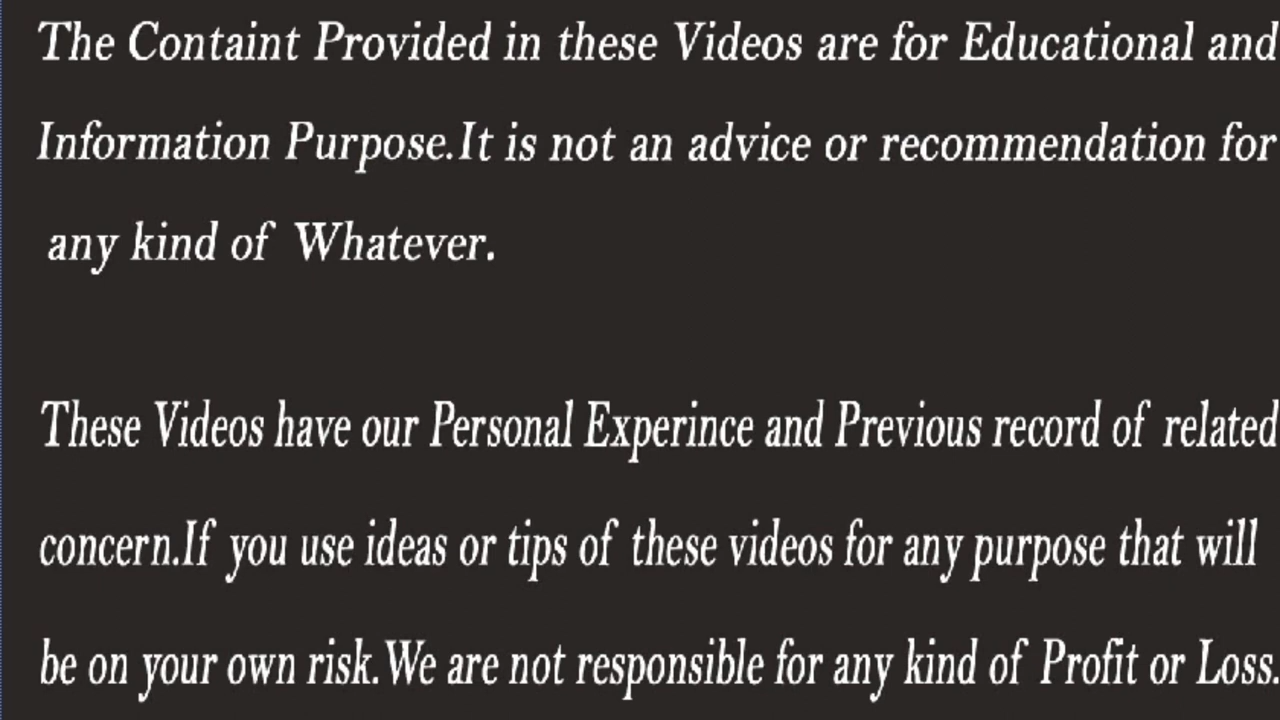 The Containt Provided in these Videos are for Educational and
Information Purpose.It is not an advice or recommendation for
any kind of Whatever.
These Videos have our Personal Experince and Previous record of related
concern.If you use ideas or tips of these videos for any purpose that will
be on your own risk.We are not responsible for any kind of Profit or Loss.